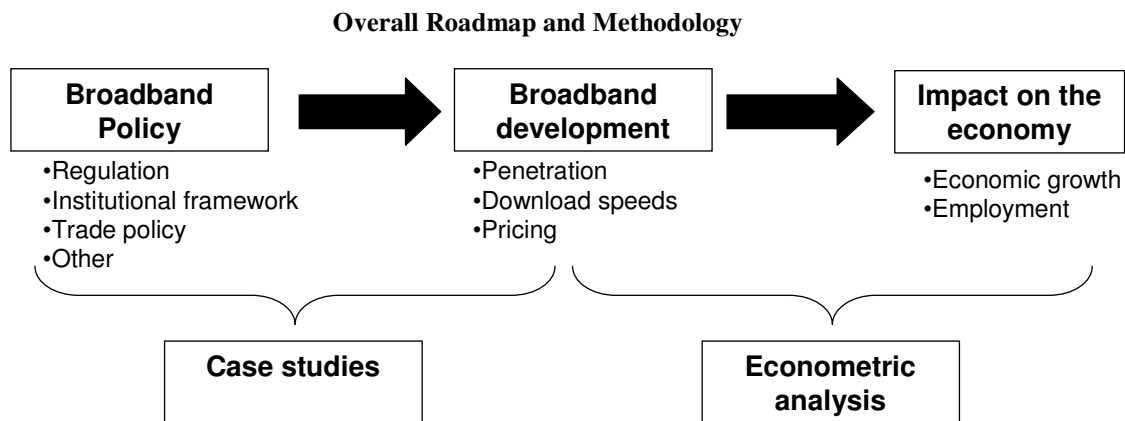 Overall Roadmap and Methodology
Broadband
Policy
•Regulation
•Institutional framework
•Trade policy
•Other
Broadband
development
•Penetration
•Download speeds
•Pricing
Impact on the
economy
•Economic growth
•Employment
Case studies
Econometric
analysis